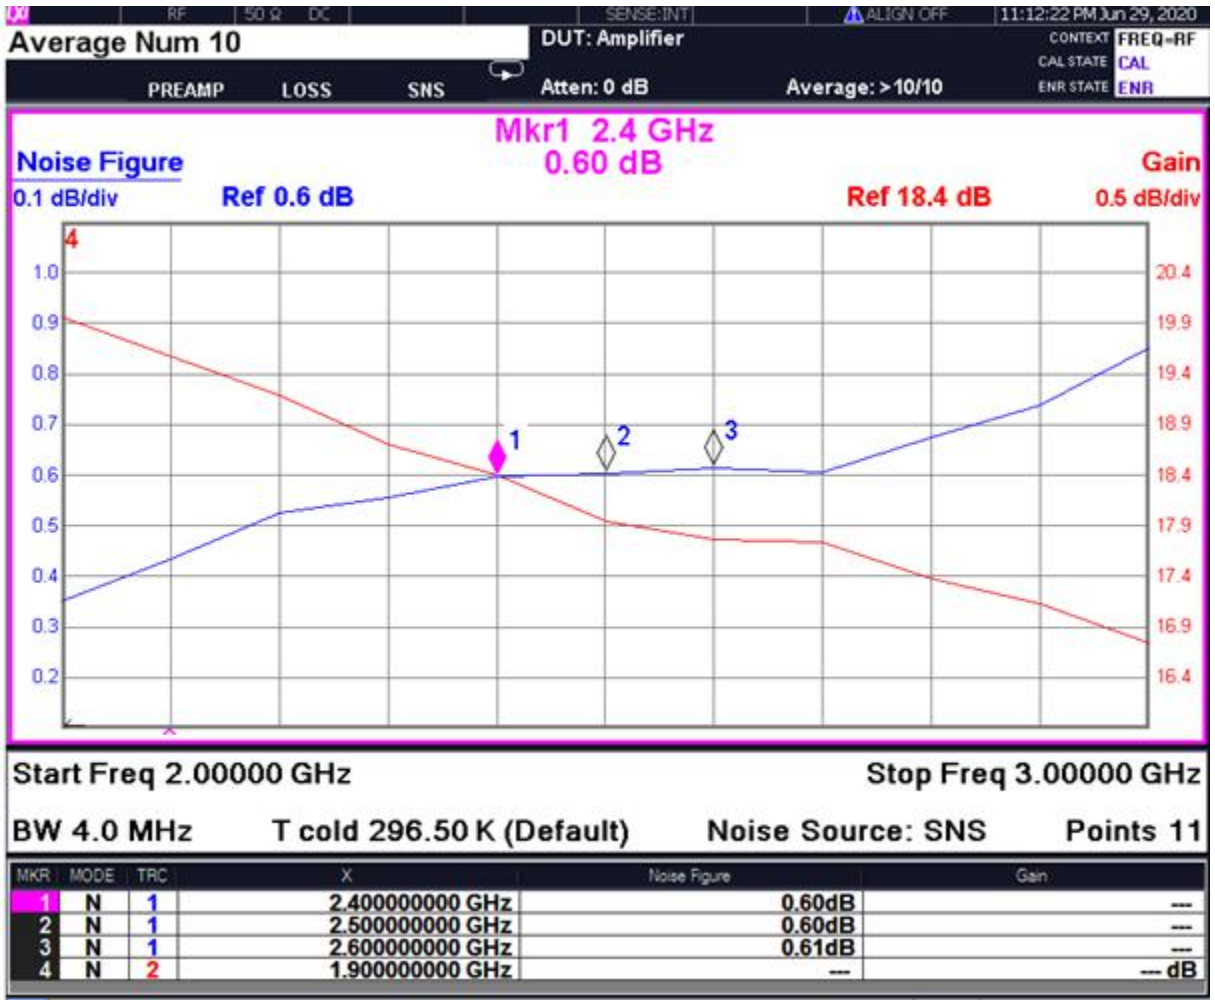 RF 50 Ω DC SENSE:INT ALIGN OFF 11:12:22 PM Jun 29, 2020
Average Num 10 DUT: Amplifier CONTEXT FREQ=RF
CAL STATE CAL
PREAMP LOSS SNS Atten: 0 dB Average: >10/10 ENR STATE ENR
Mkr1 2.4 GHz
Noise Figure 0.60 dB Gain
0.1 dB/div Ref 0.6 dB Ref 18.4 dB 0.5 dB/div
4
1.0 20.4
0.9 19.9
0.8 19.4
0.7 1 2 3 18.9
0.6 18.4
0.5 17.9
0.4 17.4
0.3 16.9
0.2 16.4
Start Freq 2.00000 GHz Stop Freq 3.00000 GHz
BW 4.0 MHz T cold 296.50 K (Default) Noise Source: SNS Points 11
MKR MODE TRC X Noise Figure Gain
1 N 1 2.400000000 GHz 0.60dB ---
2 N 1 2.500000000 GHz 0.60dB ---
3 N 1 2.600000000 GHz 0.61dB ---
4 N 2 1.900000000 GHz --- --- dB